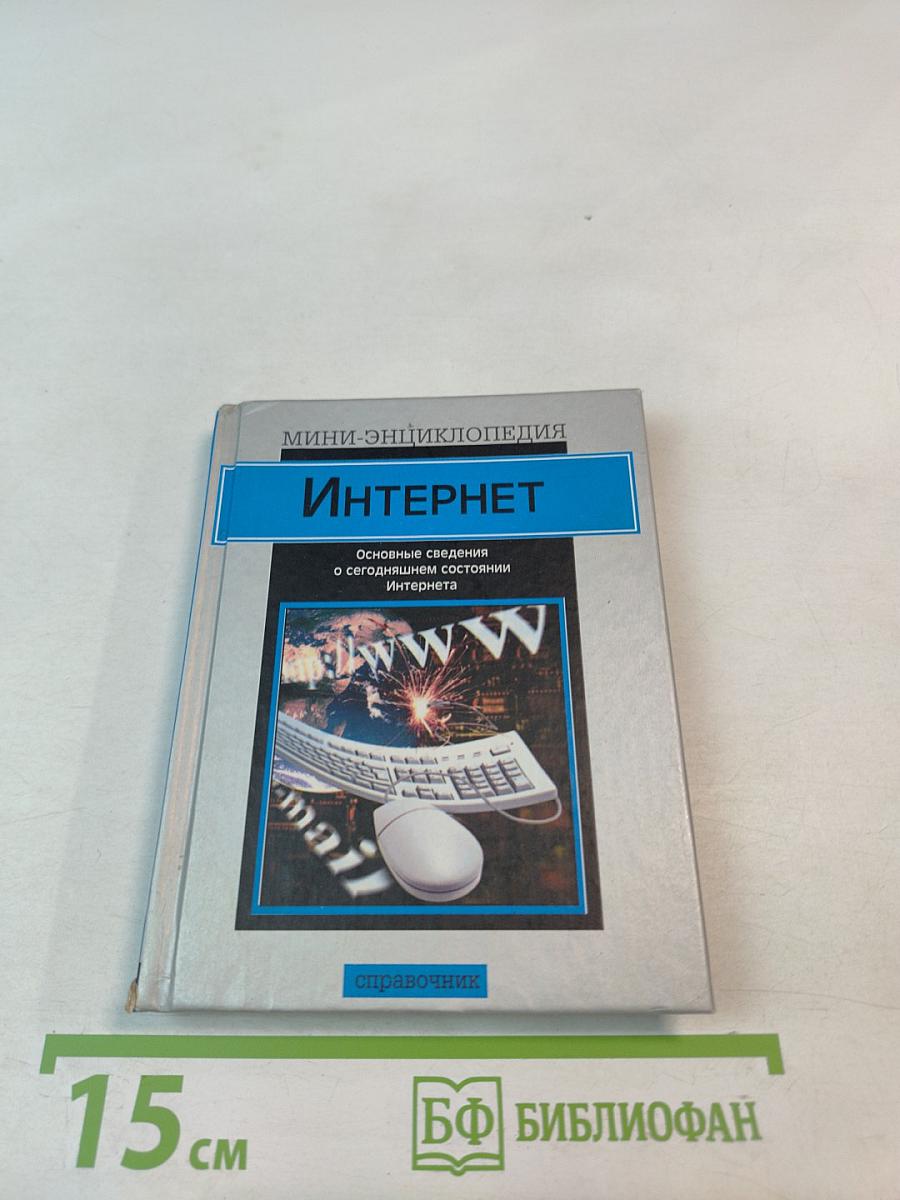 МИНИ-ЭНЦИКЛОПЕДИЯ
ИНТЕРНЕТ
Основные сведения
о сегодняшнем состоянии
Интернета
://www
mail
справочник
15 см
БФ БИБЛИОФАН